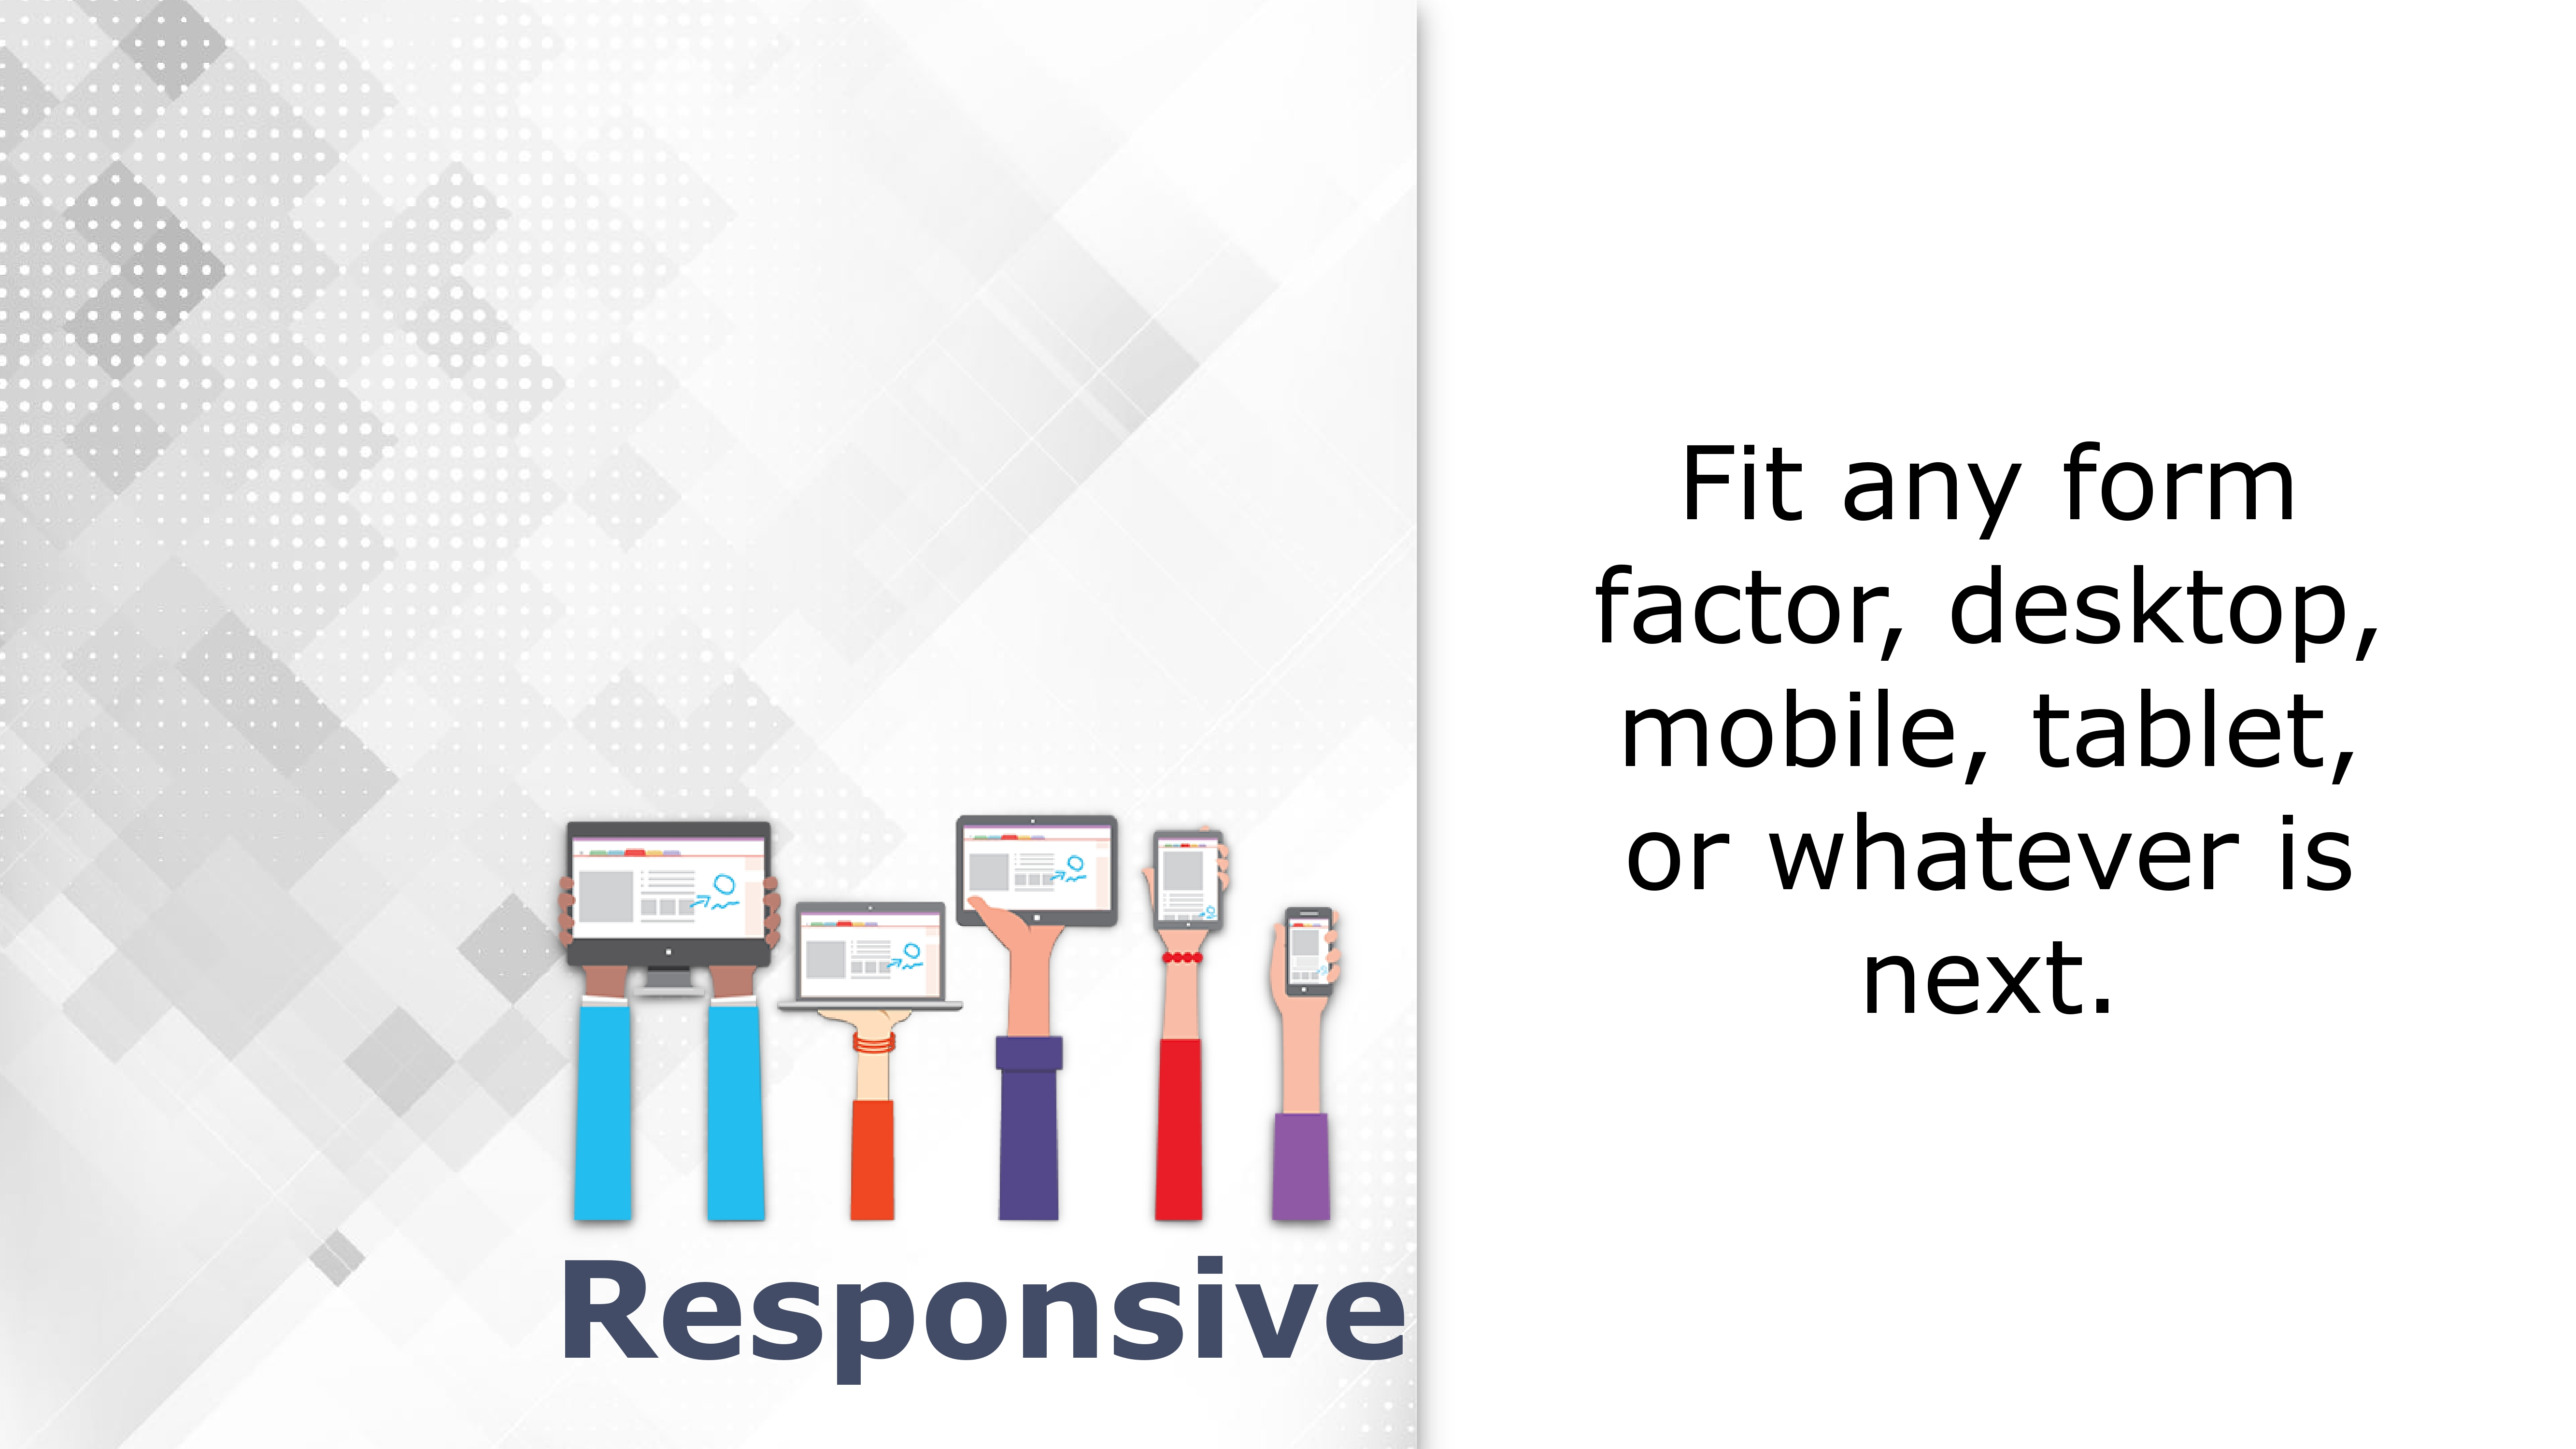 Responsive
Fit any form
factor, desktop,
mobile, tablet,
or whatever is
next.